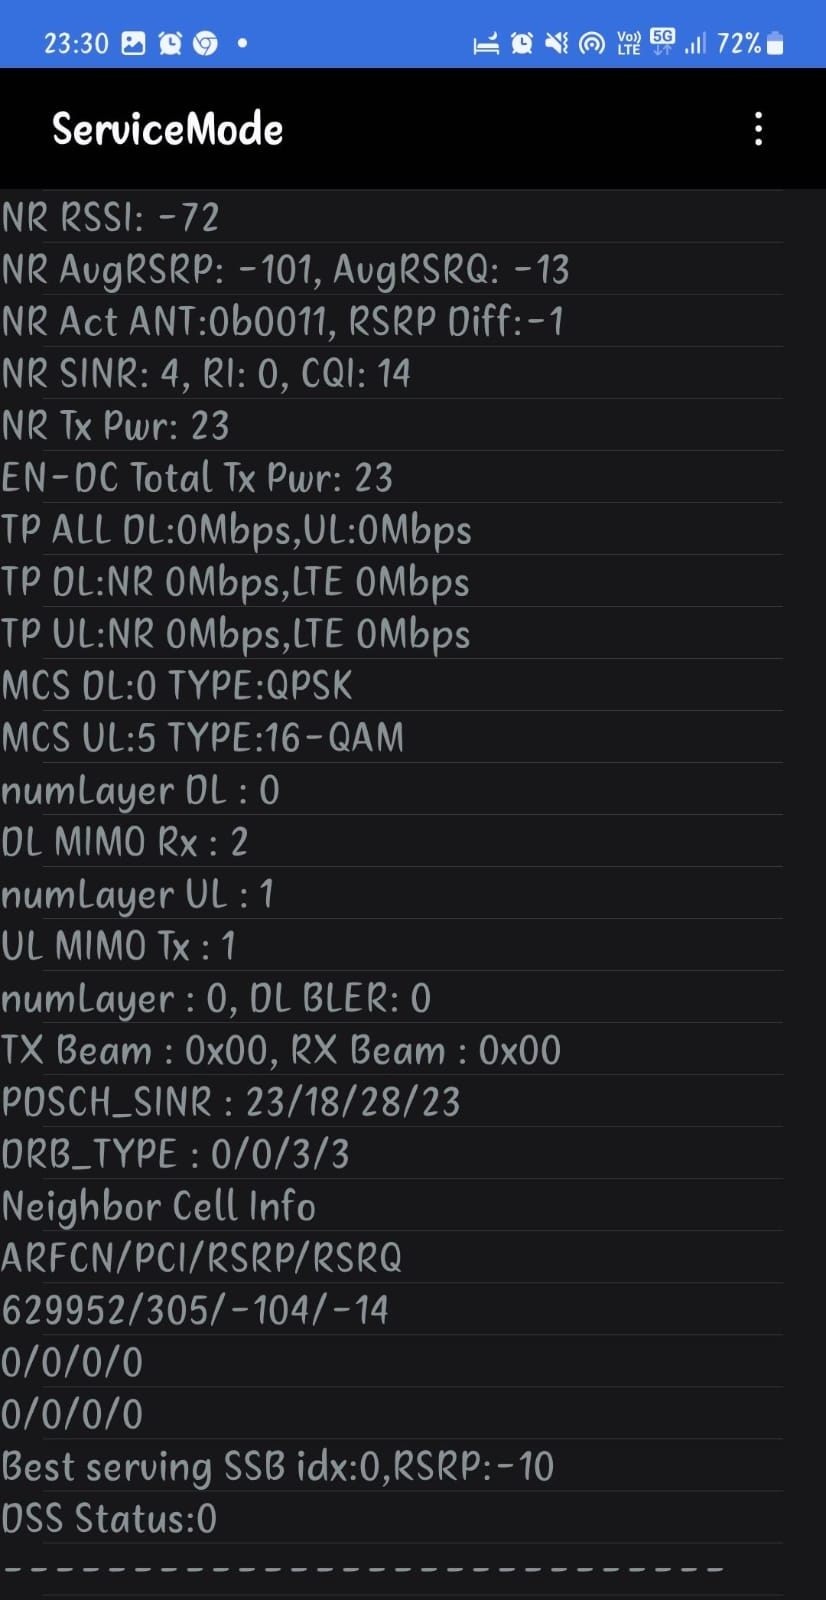 23:30
Vo)) LTE 5G 72%
ServiceMode
NR RSSI: -72
NR AvgRSRP: -101, AvgRSRQ: -13
NR Act ANT:0b0011, RSRP Diff:-1
NR SINR: 4, RI: 0, CQI: 14
NR Tx Pwr: 23
EN-DC Total Tx Pwr: 23
TP ALL DL:0Mbps,UL:0Mbps
TP DL:NR 0Mbps,LTE 0Mbps
TP UL:NR 0Mbps,LTE 0Mbps
MCS DL:0 TYPE:QPSK
MCS UL:5 TYPE:16-QAM
numLayer DL : 0
DL MIMO Rx : 2
numLayer UL : 1
UL MIMO Tx : 1
numLayer : 0, DL BLER: 0
TX Beam : 0x00, RX Beam : 0x00
PDSCH_SINR : 23/18/28/23
DRB_TYPE : 0/0/3/3
Neighbor Cell Info
ARFCN/PCI/RSRP/RSRQ
629952/305/-104/-14
0/0/0/0
0/0/0/0
Best serving SSB idx:0,RSRP:-10
DSS Status:0
----------------------------